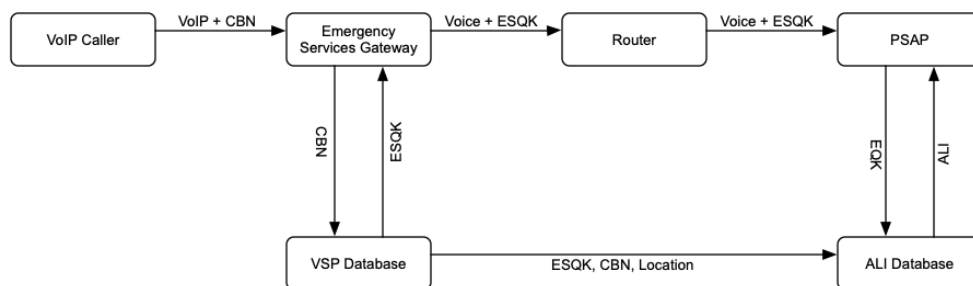 VoIP Caller
VoIP + CBN
Emergency
Services Gateway
Voice + ESQK
Router
Voice + ESQK
PSAP
CBN
ESQK
EQK
ALI
VSP Database
ESQK, CBN, Location
ALI Database